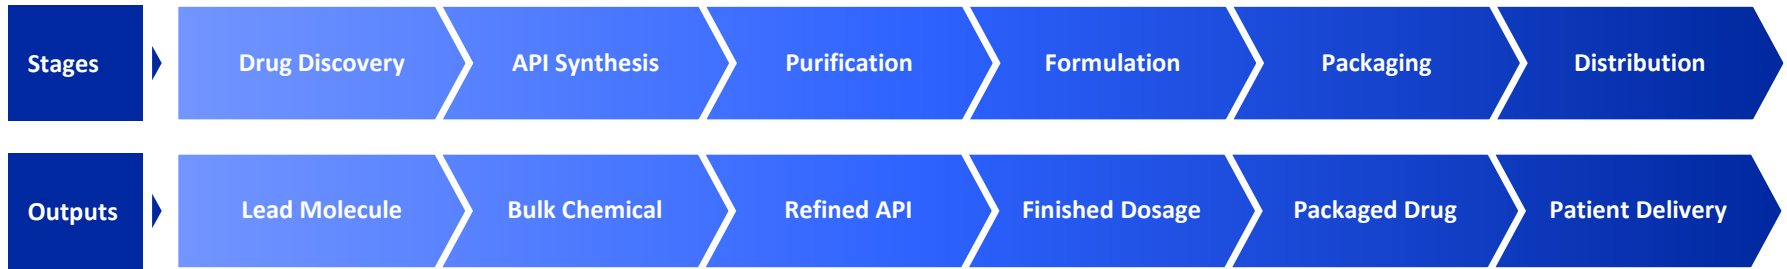 Stages
Drug Discovery
API Synthesis
Purification
Formulation
Packaging
Distribution
Outputs
Lead Molecule
Bulk Chemical
Refined API
Finished Dosage
Packaged Drug
Patient Delivery